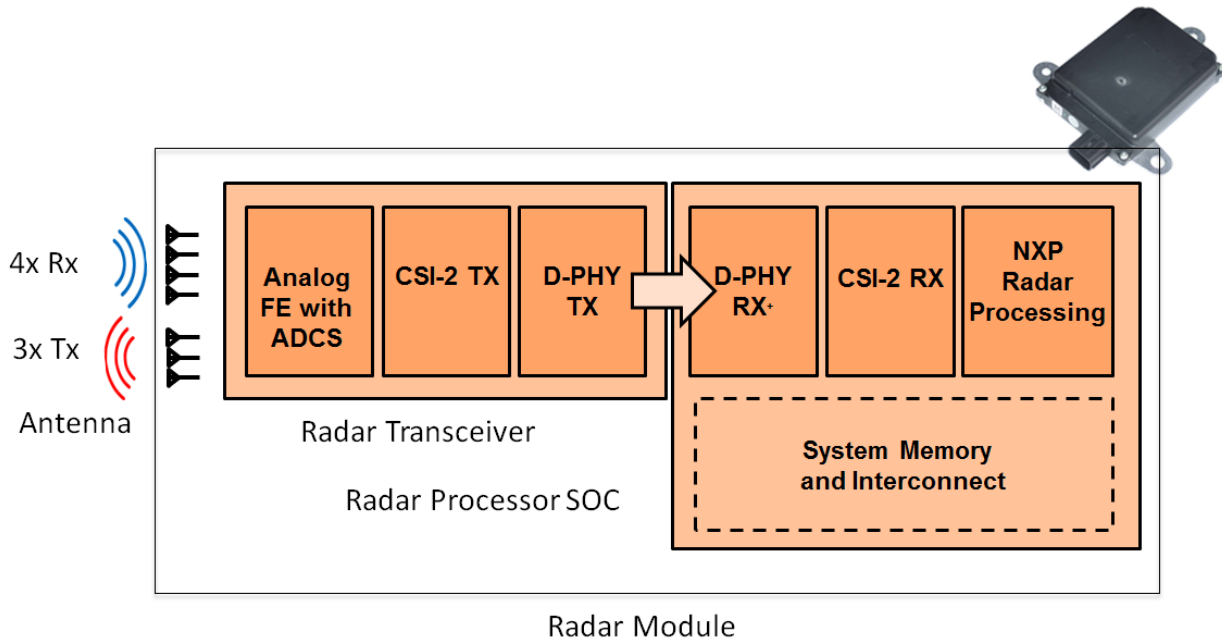 4x Rx
3x Tx
Antenna
Analog
FE with
ADCS
CSI-2 TX
D-PHY
TX
D-PHY
RX+
CSI-2 RX
NXP
Radar
Processing
System Memory
and Interconnect
Radar Transceiver
Radar Processor SOC
Radar Module